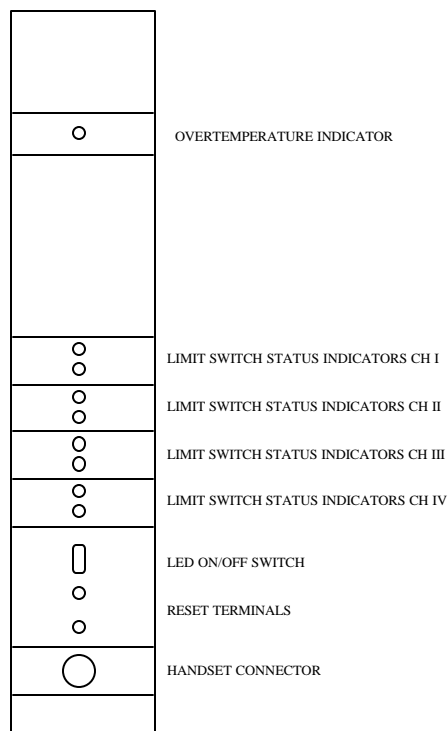 OVERTEMPERATURE INDICATOR
LIMIT SWITCH STATUS INDICATORS CH I
LIMIT SWITCH STATUS INDICATORS CH II
LIMIT SWITCH STATUS INDICATORS CH III
LIMIT SWITCH STATUS INDICATORS CH IV
LED ON/OFF SWITCH
RESET TERMINALS
HANDSET CONNECTOR